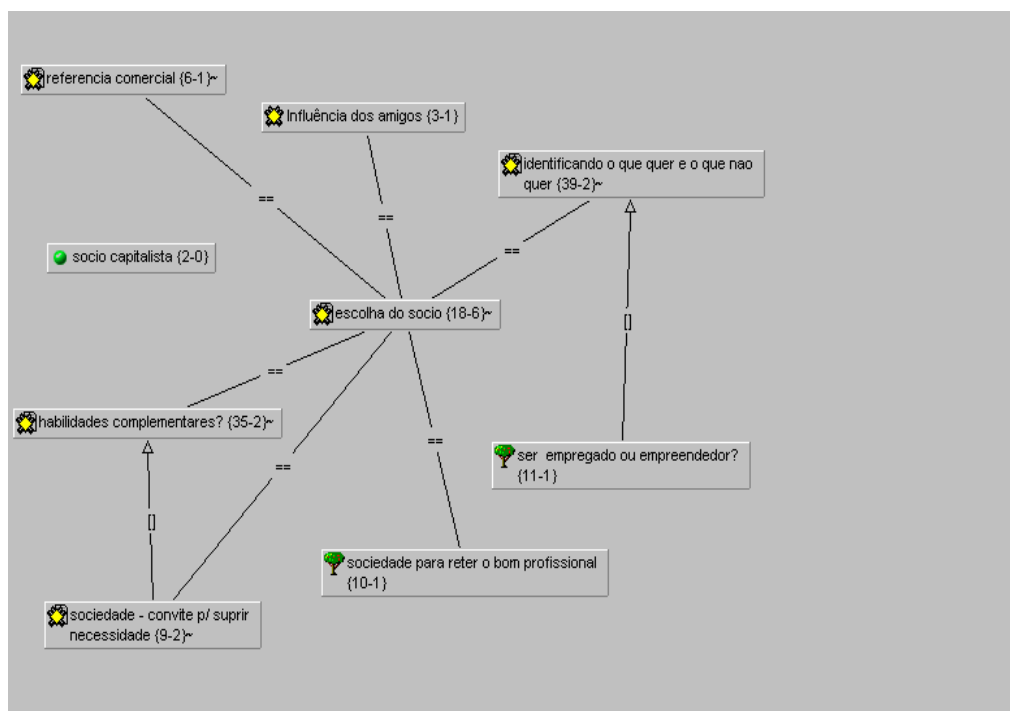 referencia comercial {6-1}~
Influência dos amigos {3-1}
identificando o que quer e o que nao
quer {39-2}~
==
==
==
socio capitalista {2-0}
escolha do socio {18-6}~
[]
==
habilidades complementares? {35-2}~
==
==
ser empregado ou empreendedor?
{11-1}
[]
sociedade para reter o bom profissional
{10-1}
sociedade - convite p/ suprir
necessidade {9-2}~